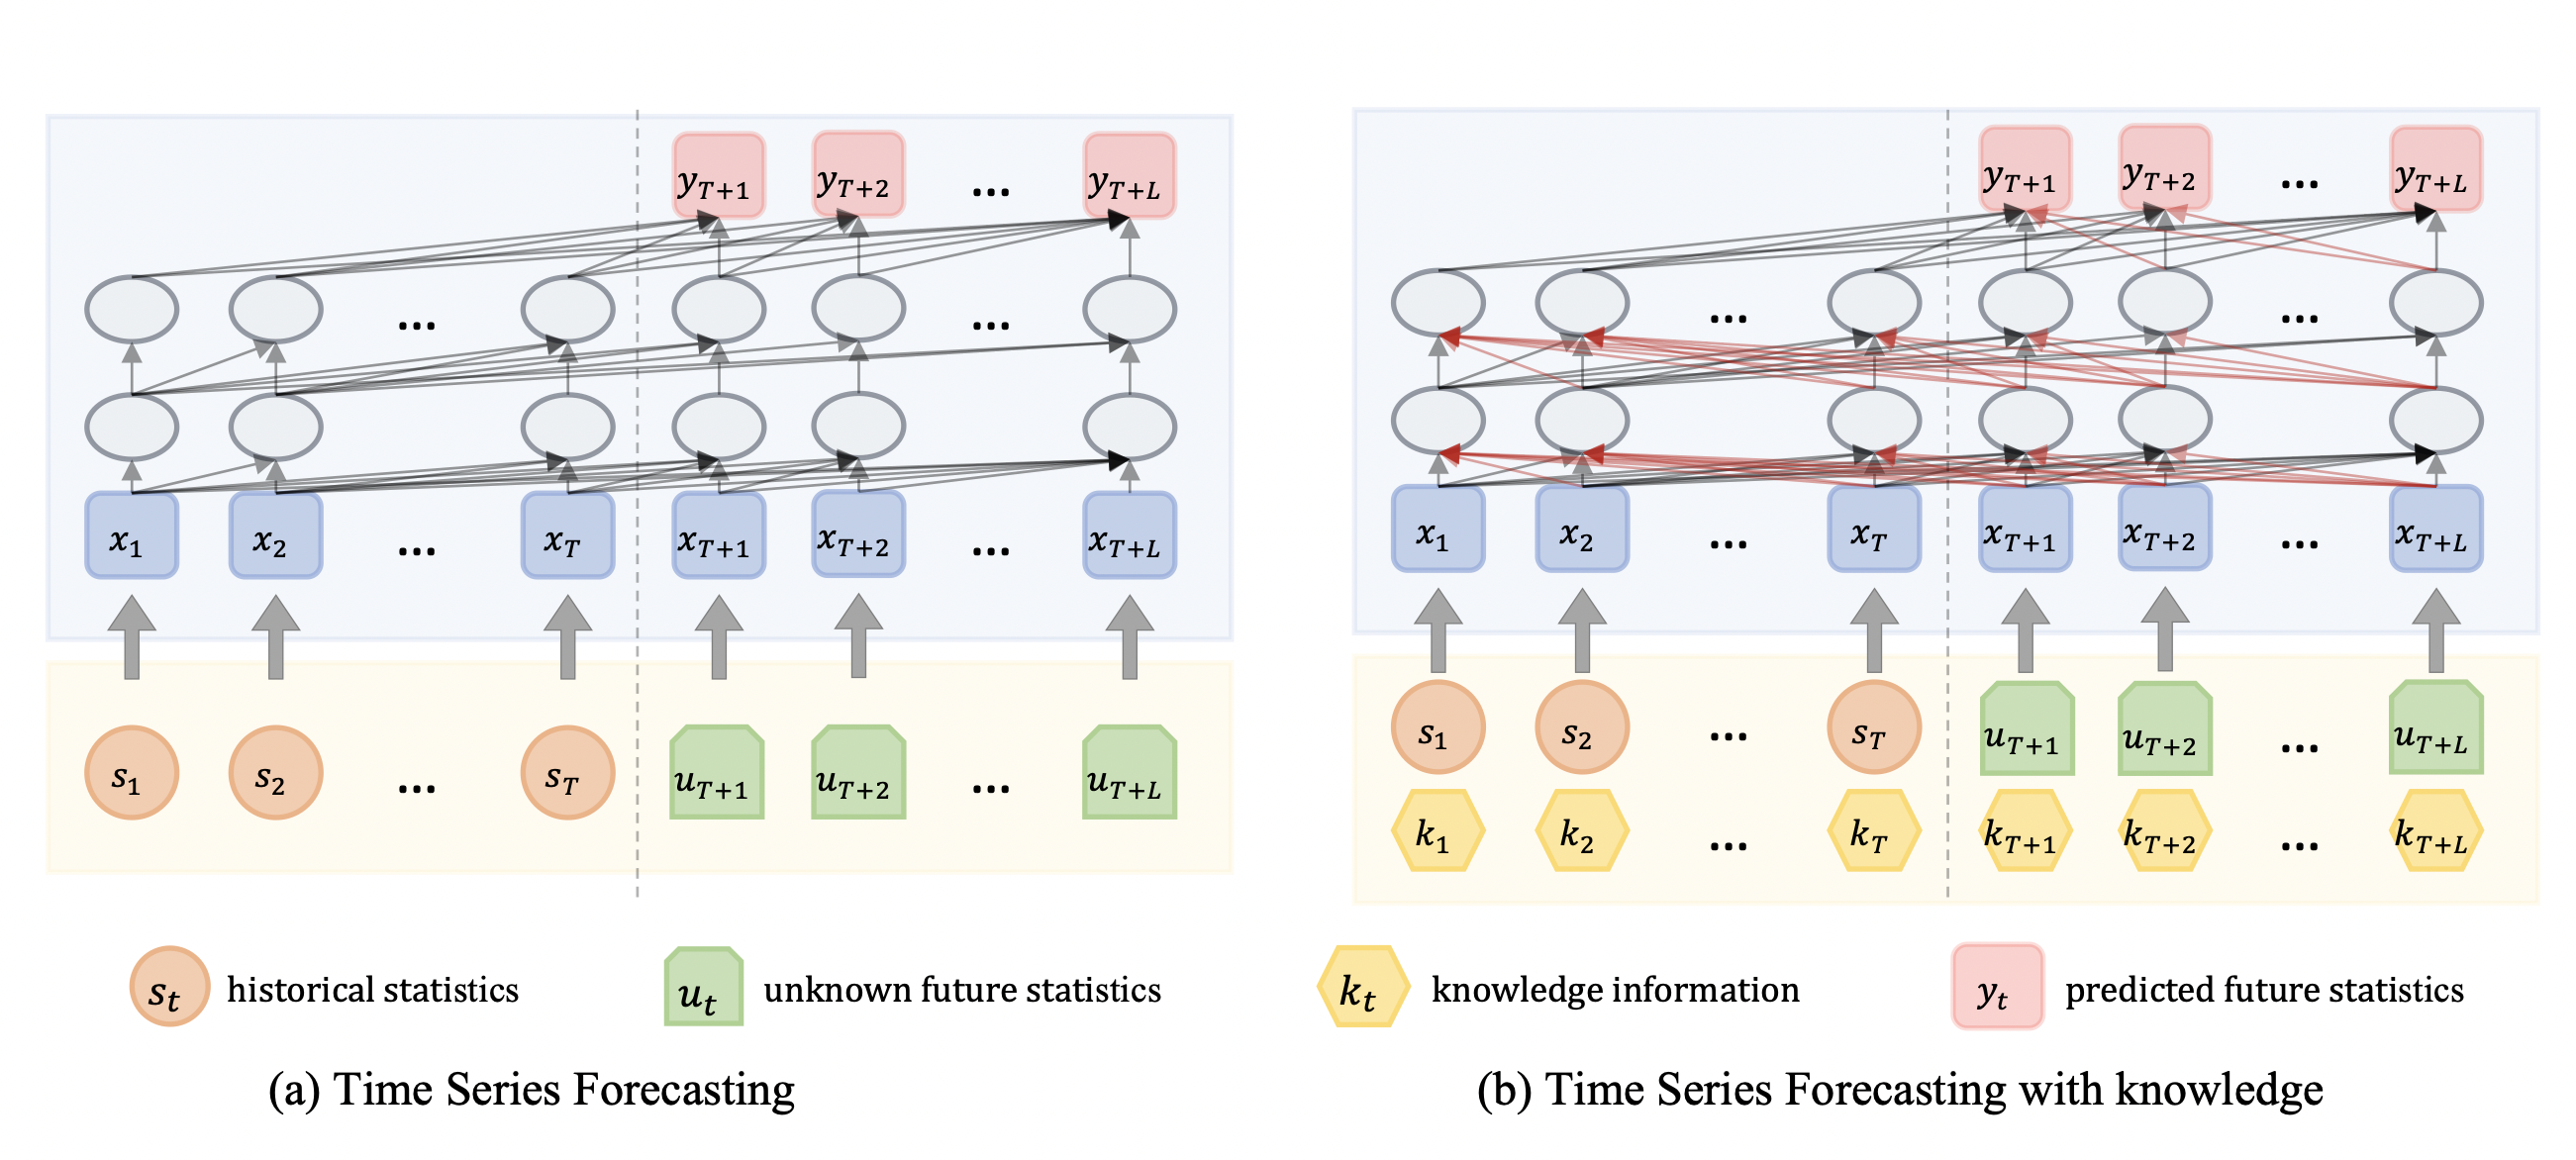 y_{T+1} y_{T+2} ... y_{T+L}
... ...
x_1 x_2 ... x_T x_{T+1} x_{T+2} ... x_{T+L}
s_1 s_2 ... s_T u_{T+1} u_{T+2} ... u_{T+L}
y_{T+1} y_{T+2} ... y_{T+L}
... ...
x_1 x_2 ... x_T x_{T+1} x_{T+2} ... x_{T+L}
s_1 s_2 ... s_T u_{T+1} u_{T+2} ... u_{T+L}
k_1 k_2 ... k_T k_{T+1} k_{T+2} ... k_{T+L}
s_t historical statistics u_t unknown future statistics k_t knowledge information y_t predicted future statistics
(a) Time Series Forecasting
(b) Time Series Forecasting with knowledge